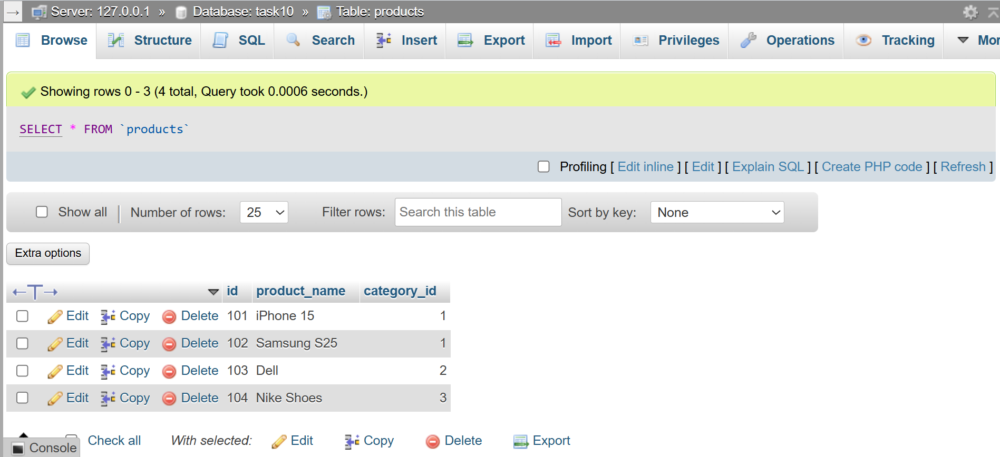 Server: 127.0.0.1 » Database: task10 » Table: products
Browse Structure SQL Search Insert Export Import Privileges Operations Tracking
Showing rows 0 - 3 (4 total, Query took 0.0006 seconds.)
SELECT * FROM `products`
Profiling [ Edit inline ] [ Edit ] [ Explain SQL ] [ Create PHP code ] [ Refresh ]
Show all | Number of rows: 25 Filter rows: Search this table Sort by key: None
Extra options
←T→ id product_name category_id
Edit Copy Delete 101 iPhone 15 1
Edit Copy Delete 102 Samsung S25 1
Edit Copy Delete 103 Dell 2
Edit Copy Delete 104 Nike Shoes 3
Check all With selected: Edit Copy Delete Export
Console